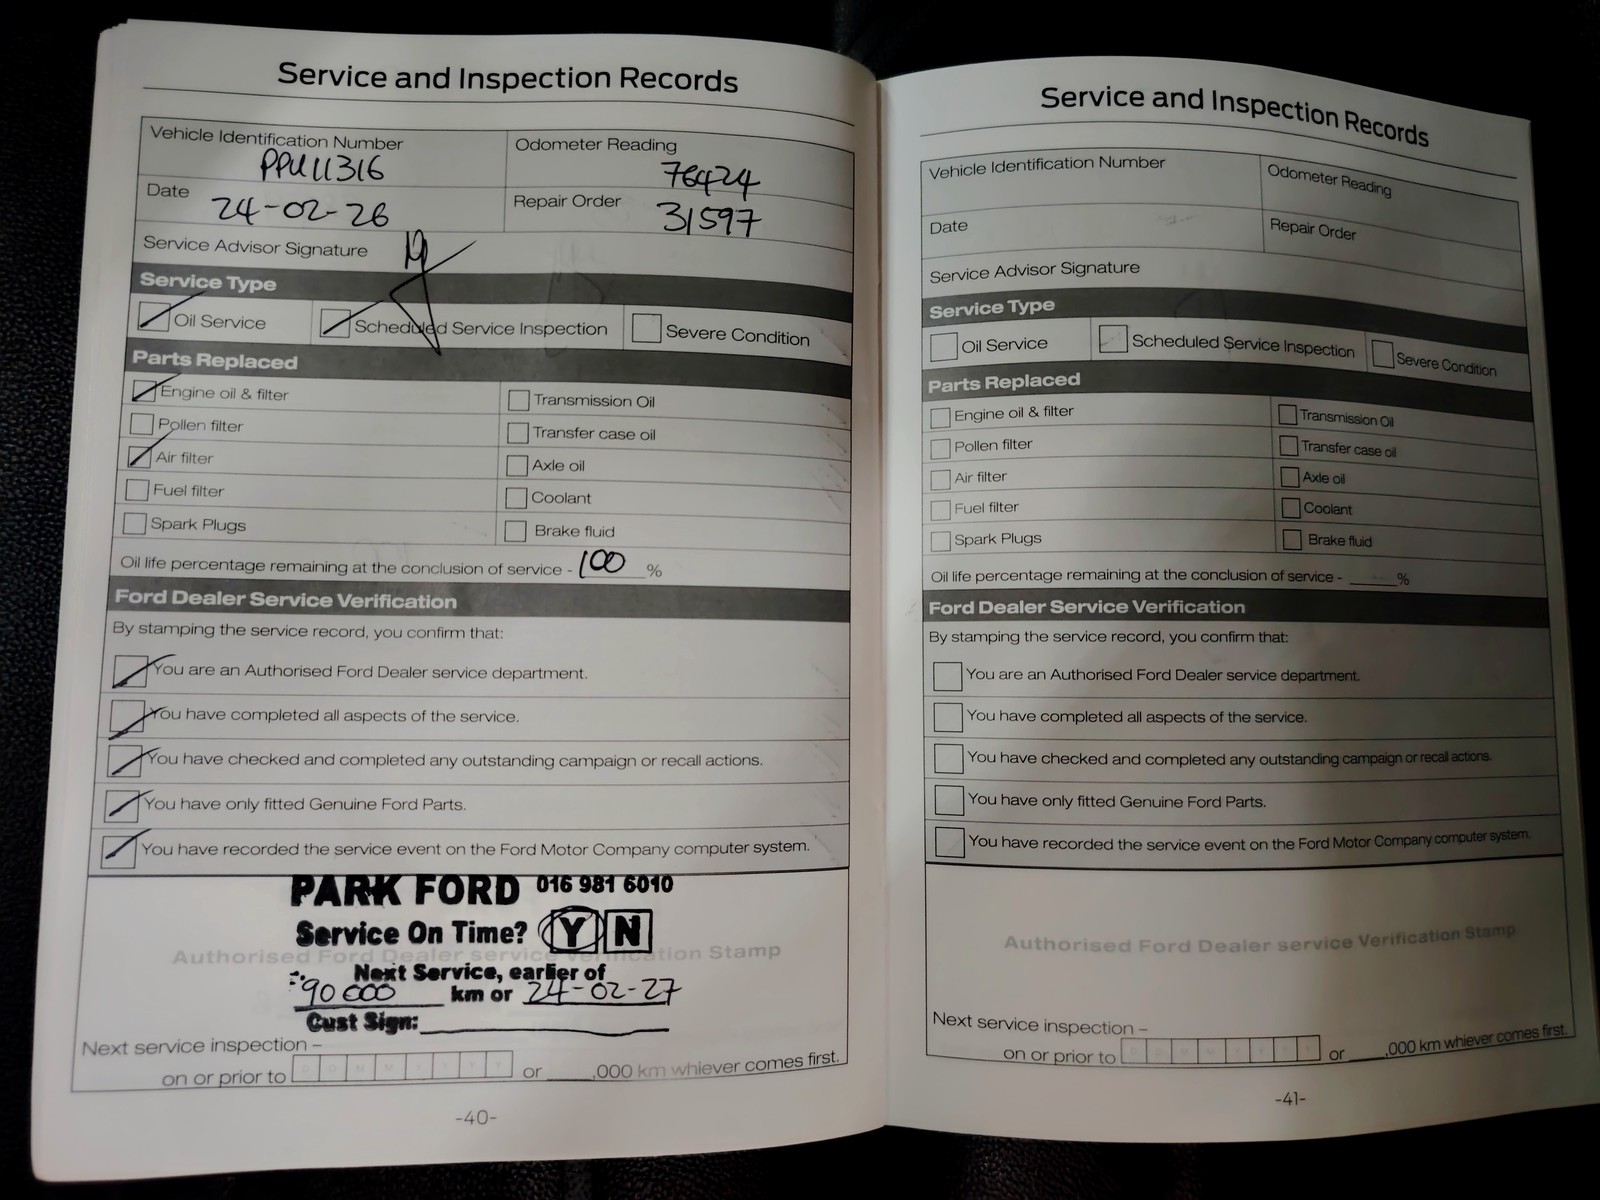 Service and Inspection Records
Vehicle Identification Number
PPU11316
Odometer Reading
76424
Date 24-02-26
Repair Order 31597
Service Advisor Signature
Service Type
Oil Service Scheduled Service Inspection Severe Condition
Parts Replaced
Engine oil & filter Transmission Oil
Pollen filter Transfer case oil
Air filter Axle oil
Fuel filter Coolant
Spark Plugs Brake fluid
Oil life percentage remaining at the conclusion of service - 100 %
Ford Dealer Service Verification
By stamping the service record, you confirm that:
You are an Authorised Ford Dealer service department.
You have completed all aspects of the service.
You have checked and completed any outstanding campaign or recall actions.
You have only fitted Genuine Ford Parts.
You have recorded the service event on the Ford Motor Company computer system.
PARK FORD 016 981 6010
Service On Time? Y N
Authorised Ford Dealer service Verification Stamp
Next Service, earlier of
90 000 km or 24-02-27
Cust Sign:
Next service inspection –
on or prior to D D M M Y Y Y Y or ____,000 km whiever comes first.
-40-
Service and Inspection Records
Vehicle Identification Number
Odometer Reading
Date
Repair Order
Service Advisor Signature
Service Type
Oil Service Scheduled Service Inspection Severe Condition
Parts Replaced
Engine oil & filter Transmission Oil
Pollen filter Transfer case oil
Air filter Axle oil
Fuel filter Coolant
Spark Plugs Brake fluid
Oil life percentage remaining at the conclusion of service - _____%
Ford Dealer Service Verification
By stamping the service record, you confirm that:
You are an Authorised Ford Dealer service department.
You have completed all aspects of the service.
You have checked and completed any outstanding campaign or recall actions.
You have only fitted Genuine Ford Parts.
You have recorded the service event on the Ford Motor Company computer system.
Authorised Ford Dealer service Verification Stamp
Next service inspection –
on or prior to D D M M Y Y Y Y or ____,000 km whiever comes first.
-41-